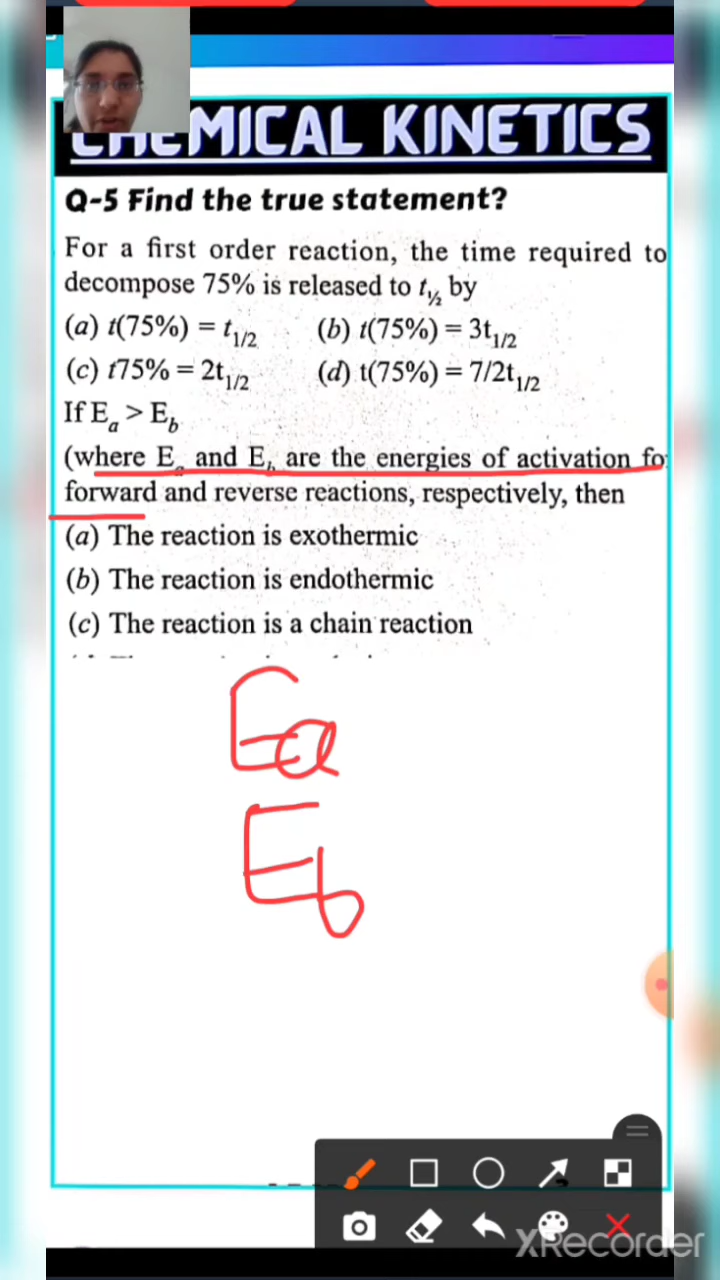 CHEMICAL KINETICS
Q-5 Find the true statement?
For a first order reaction, the time required to
decompose 75% is released to t½ by
(a) t(75%) = t1/2 (b) t(75%) = 3t1/2
(c) t75% = 2t1/2 (d) t(75%) = 7/2t1/2
If Ea > Eb
(where Ea and Eb are the energies of activation fo
forward and reverse reactions, respectively, then
(a) The reaction is exothermic
(b) The reaction is endothermic
(c) The reaction is a chain reaction
Ea
Eb
XRecorder